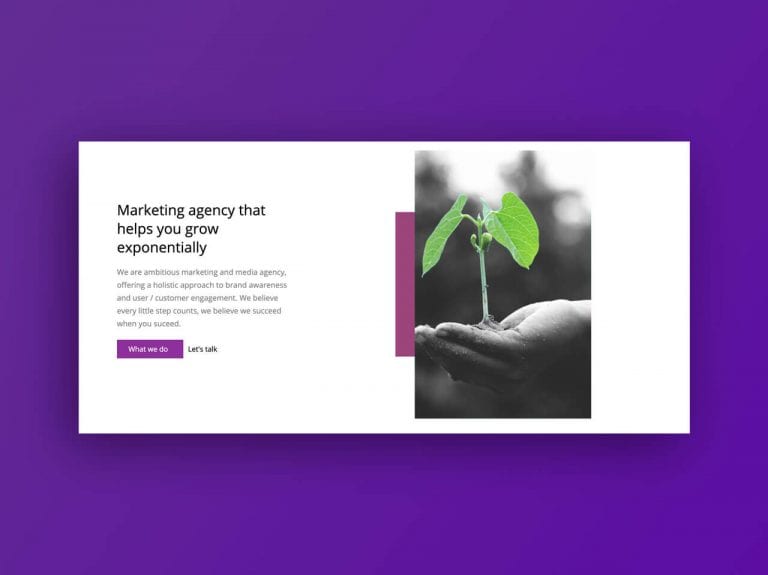 Marketing agency that
helps you grow
exponentially
We are ambitious marketing and media agency,
offering a holistic approach to brand awareness
and user / customer engagement. We believe
every little step counts, we believe we succeed
when you suceed.
What we do
Let's talk